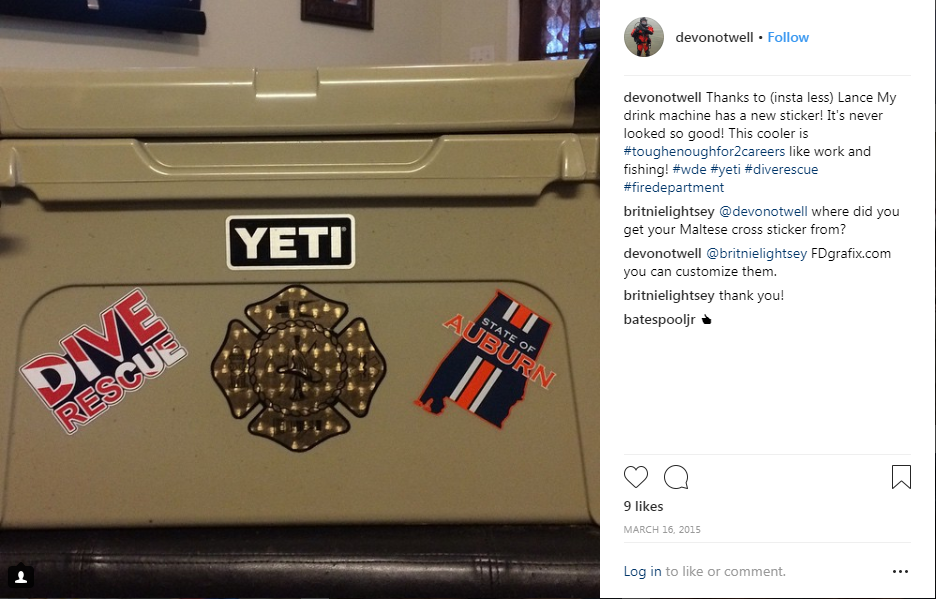 YETI
DIVE
RESCUE
STATE OF
AUBURN
devonotwell • Follow
devonotwell Thanks to (insta less) Lance My
drink machine has a new sticker! It's never
looked so good! This cooler is
#toughenoughfor2careers like work and
fishing! #wde #yeti #diverescue
#firedepartment
britnielightsey @devonotwell where did you
get your Maltese cross sticker from?
devonotwell @britnielightsey FDgrafix.com
you can customize them.
britnielightsey thank you!
batespooljr
9 likes
MARCH 16, 2015
Log in to like or comment.